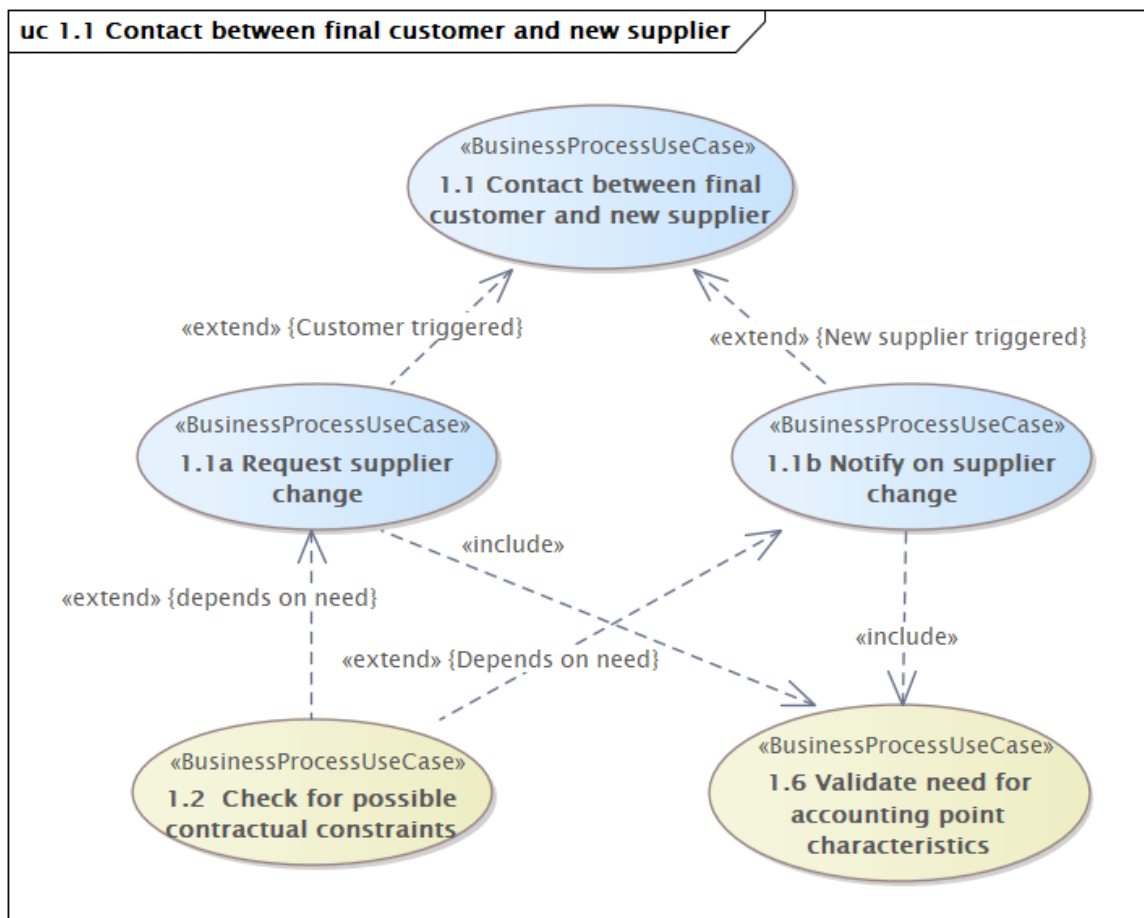 uc 1.1 Contact between final customer and new supplier
«BusinessProcessUseCase»
1.1 Contact between final
customer and new supplier
«extend» {Customer triggered}
«extend» {New supplier triggered}
«BusinessProcessUseCase»
1.1a Request supplier
change
«BusinessProcessUseCase»
1.1b Notify on supplier
change
«include»
«extend» {depends on need}
«include»
«extend» {Depends on need}
«BusinessProcessUseCase»
1.2 Check for possible
contractual constraints
«BusinessProcessUseCase»
1.6 Validate need for
accounting point
characteristics